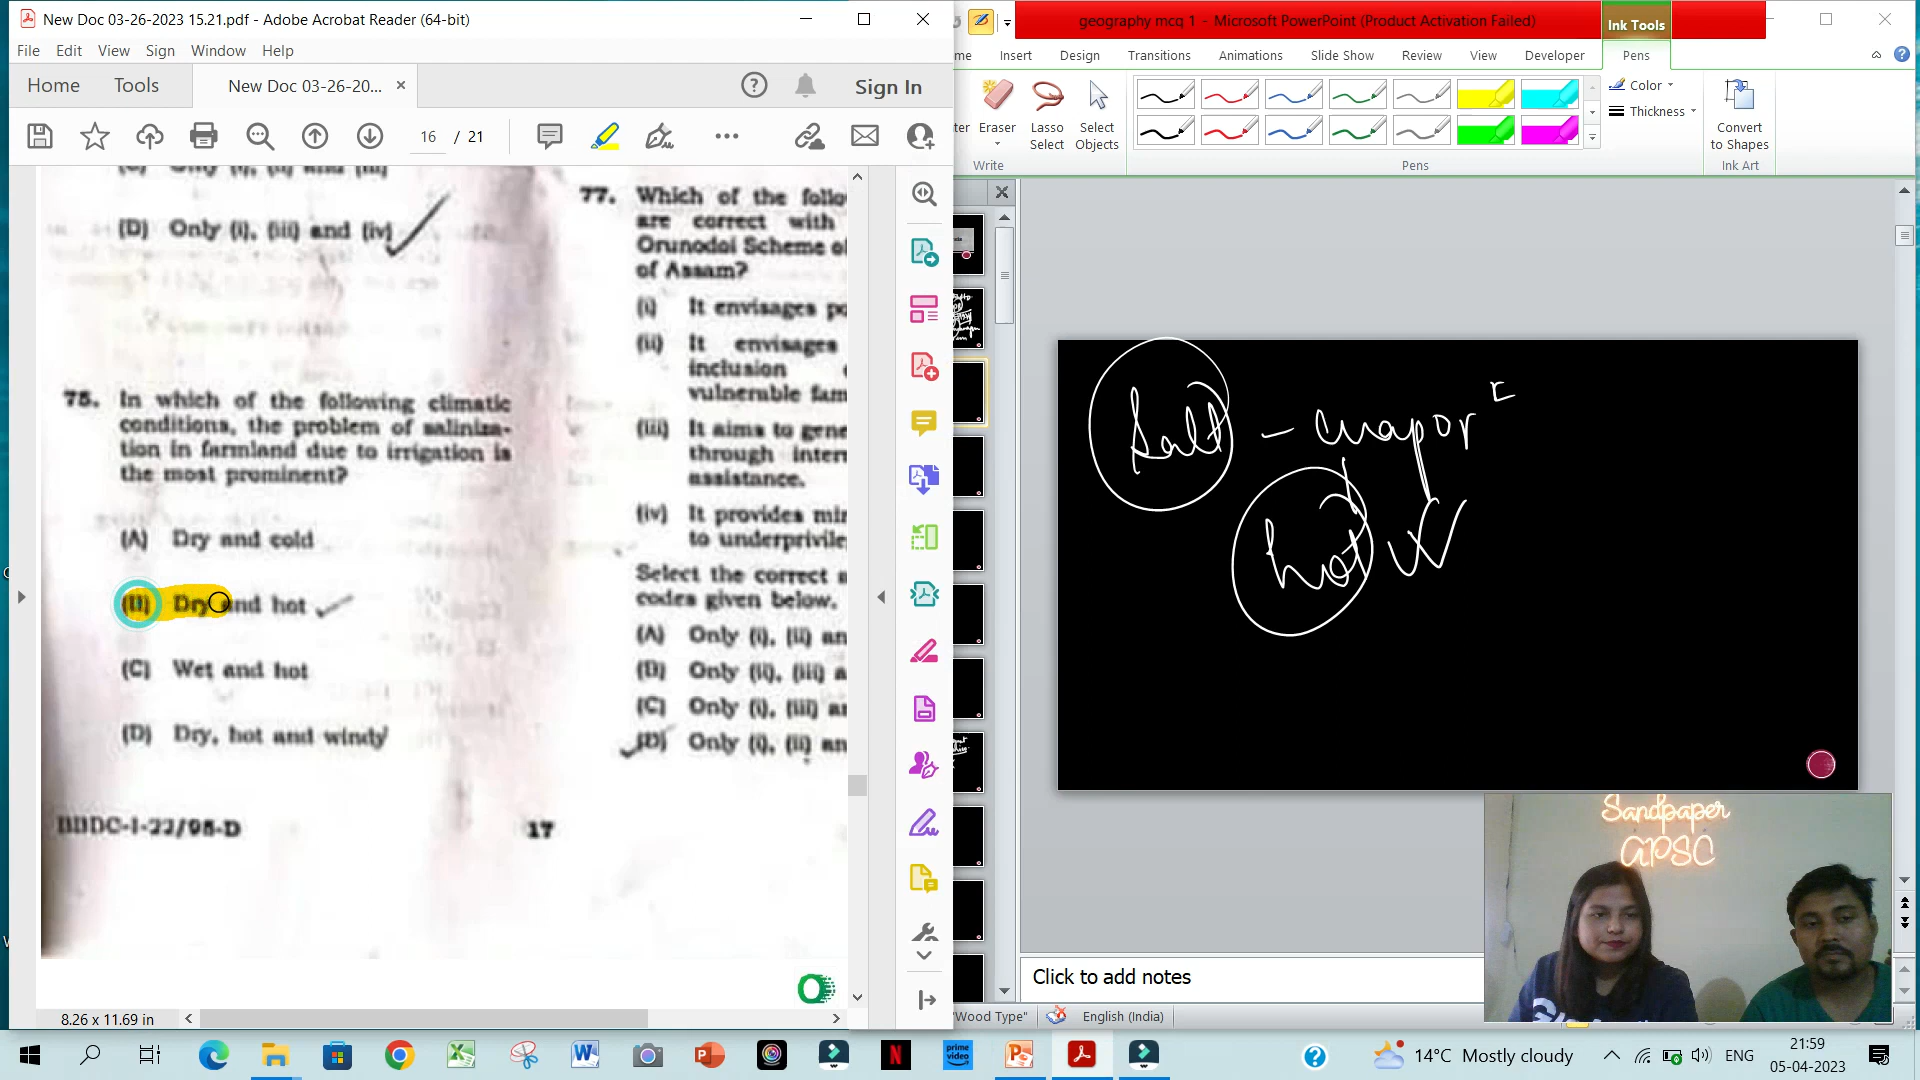 New Doc 03-26-2023 15.21.pdf - Adobe Acrobat Reader (64-bit)
File Edit View Sign Window Help
Home Tools New Doc 03-26-20... × Sign In
16 / 21
(D) Only (i), (iii) and (iv)
75. In which of the following climatic
conditions, the problem of saliniza-
tion in farmland due to irrigation is
the most prominent?
(A) Dry and cold
(B) Dry and hot
(C) Wet and hot
(D) Dry, hot and windy
17
77. Which of the follo
are correct with
Orunodoi Scheme o
of Assam?
(i) It envisages po
(ii) It envisages
inclusion
vulnerable fam
(iii) It aims to gene
through inter
assistance.
(iv) It provides min
to underprivile
Select the correct a
codes given below.
(A) Only (i), (ii) an
(B) Only (ii), (iii) a
(C) Only (i), (iii) a
(D) Only (i), (ii) an
8.26 x 11.69 in
geography mcq 1 - Microsoft PowerPoint (Product Activation Failed)
Ink Tools
me Insert Design Transitions Animations Slide Show Review View Developer Pens
Eraser Lasso Select Select Objects
Color
Thickness
Convert to Shapes
Write Pens Ink Art
Salt - evapor
hot
Sandpaper
APSC
Click to add notes
Wood Type" English (India)
prime video
14°C Mostly cloudy ENG 21:59
05-04-2023